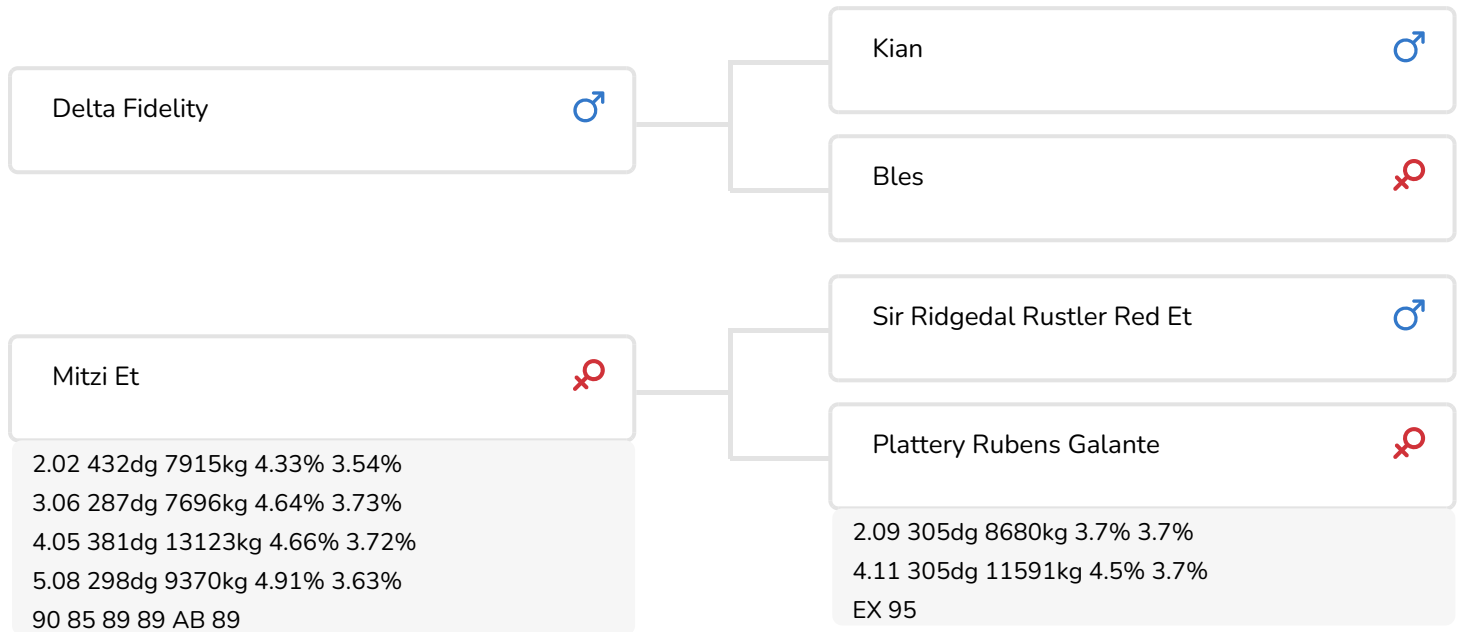 Delta Fidelity
Kian
Bles
Mitzi Et
2.02 432dg 7915kg 4.33% 3.54%
3.06 287dg 7696kg 4.64% 3.73%
4.05 381dg 13123kg 4.66% 3.72%
5.08 298dg 9370kg 4.91% 3.63%
90 85 89 89 AB 89
Sir Ridgedal Rustler Red Et
Plattery Rubens Galante
2.09 305dg 8680kg 3.7% 3.7%
4.11 305dg 11591kg 4.5% 3.7%
EX 95